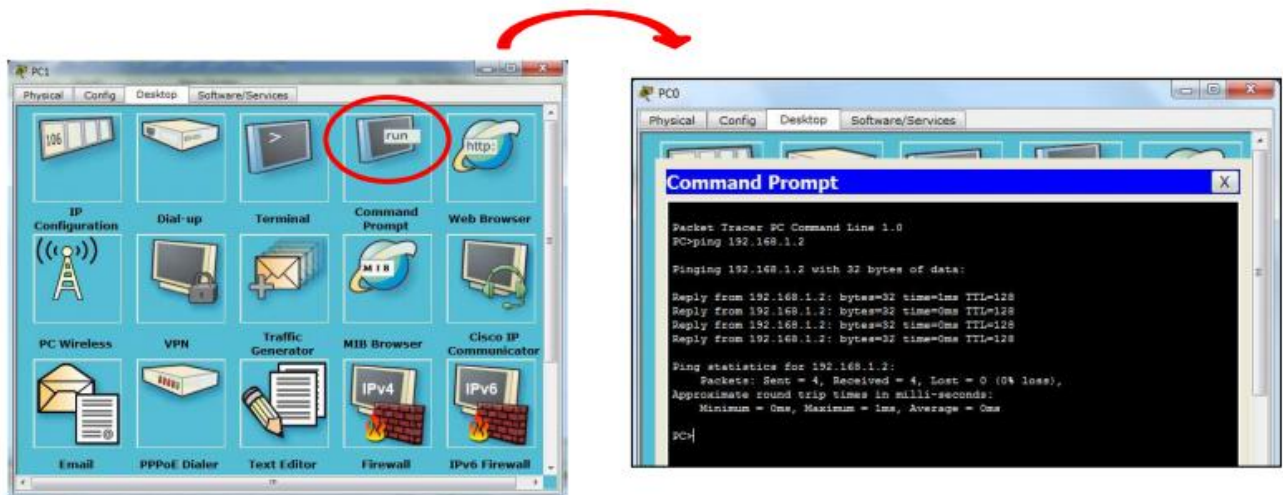 PC1
Physical Config Desktop Software/Services
106
>
run
http:
IP Configuration
Dial-up
Terminal
Command Prompt
Web Browser
MIB
PC Wireless
VPN
Traffic Generator
MIB Browser
Cisco IP Communicator
IPv4
IPv6
Email
PPPoE Dialer
Text Editor
Firewall
IPv6 Firewall
PC0
Physical Config Desktop Software/Services
Command Prompt X
Packet Tracer PC Command Line 1.0
PC>ping 192.168.1.2
Pinging 192.168.1.2 with 32 bytes of data:
Reply from 192.168.1.2: bytes=32 time=1ms TTL=128
Reply from 192.168.1.2: bytes=32 time=0ms TTL=128
Reply from 192.168.1.2: bytes=32 time=0ms TTL=128
Reply from 192.168.1.2: bytes=32 time=0ms TTL=128
Ping statistics for 192.168.1.2:
Packets: Sent = 4, Received = 4, Lost = 0 (0% loss),
Approximate round trip times in milli-seconds:
Minimum = 0ms, Maximum = 1ms, Average = 0ms
PC>